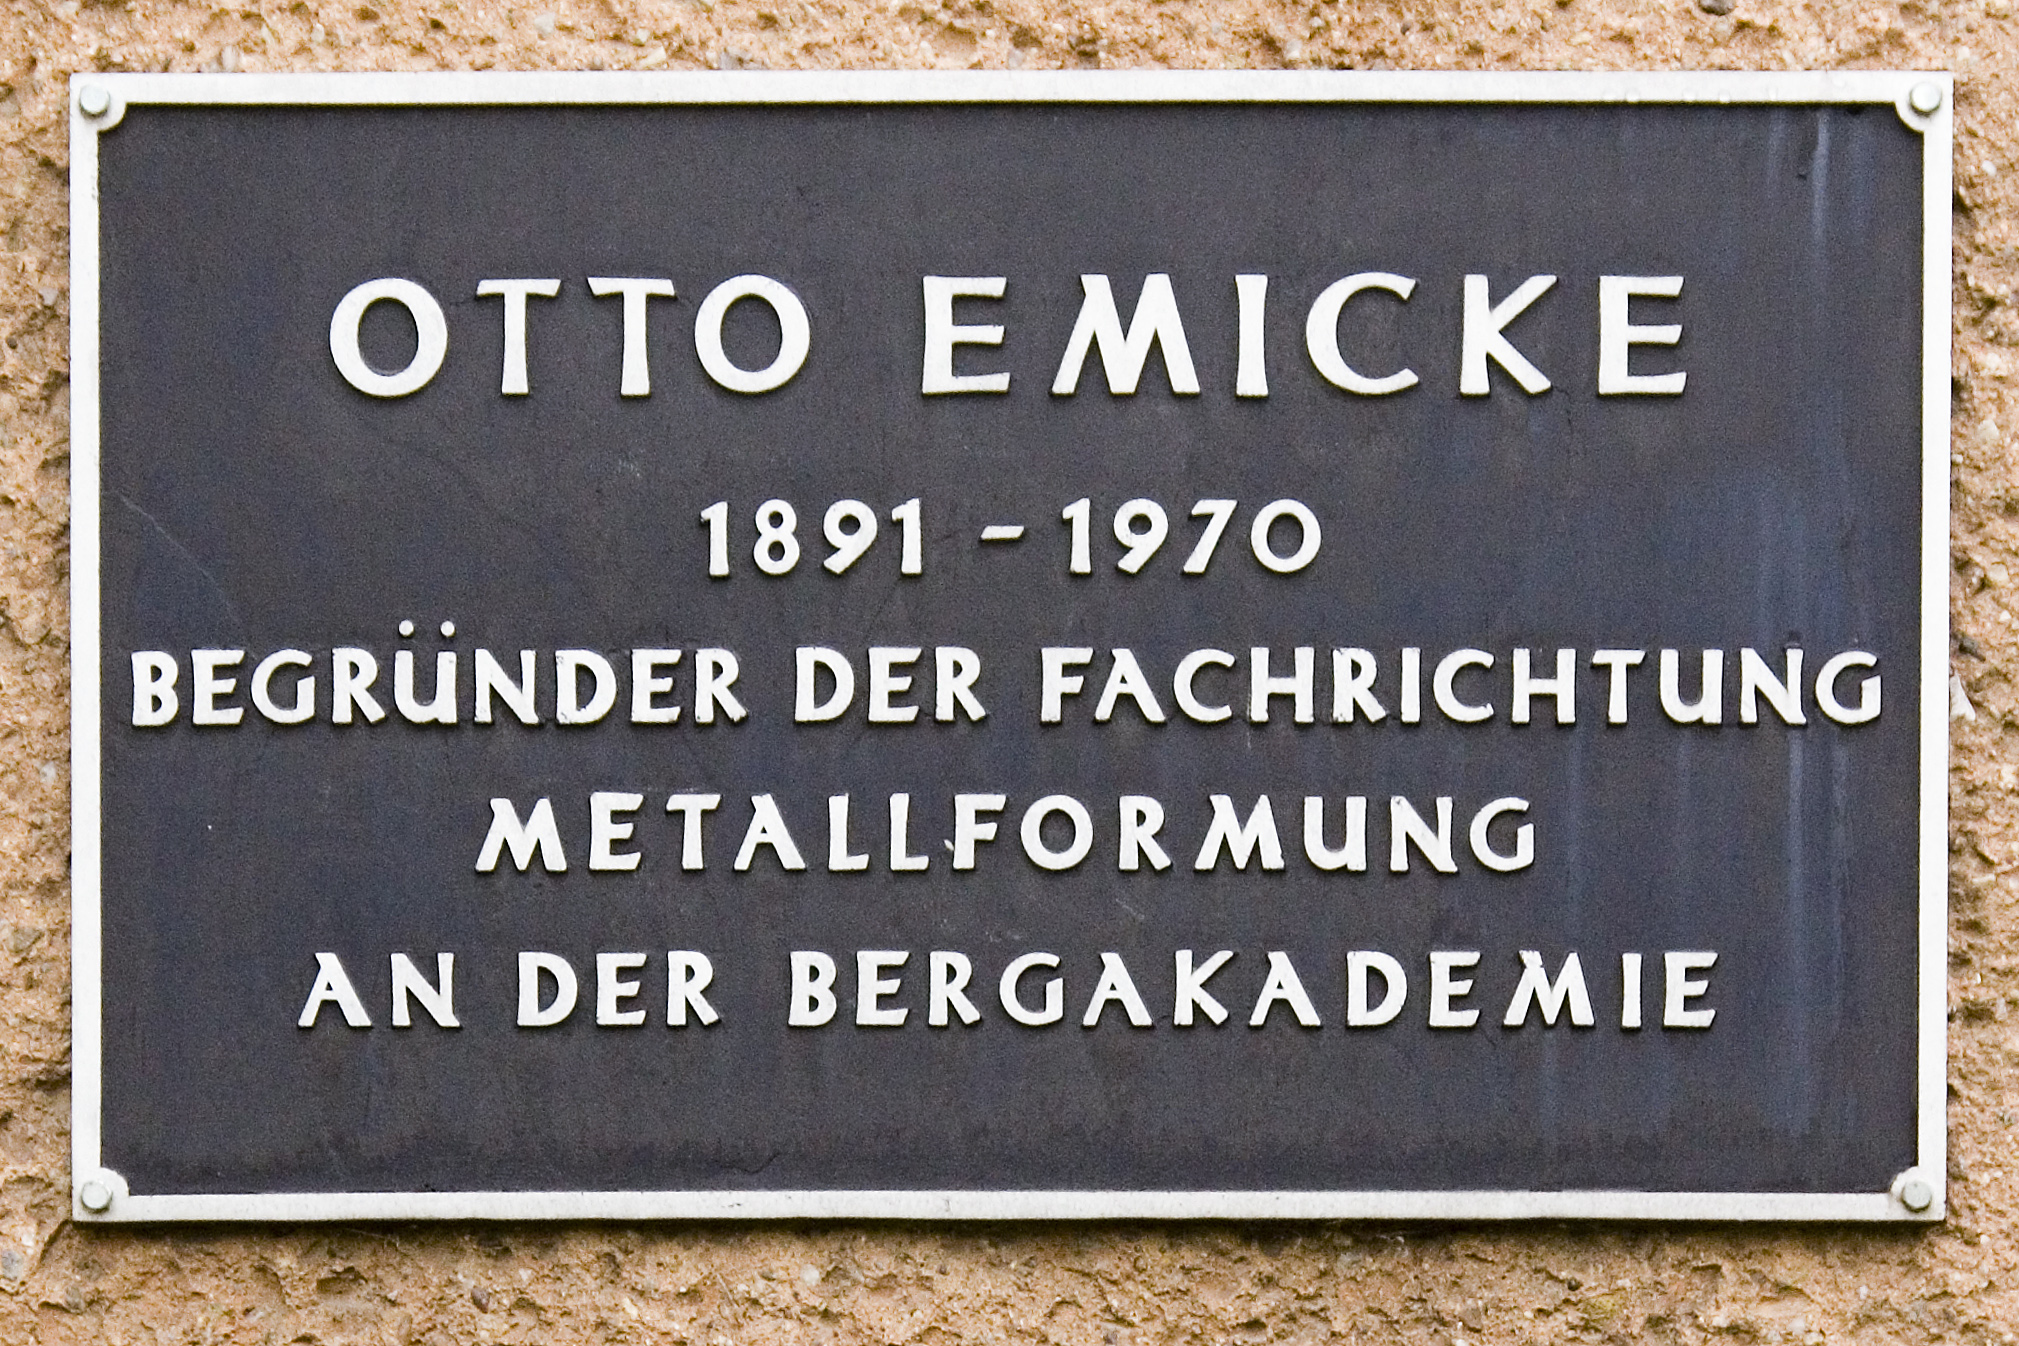 OTTO EMICKE
1891 - 1970
BEGRÜNDER DER FACHRICHTUNG
METALLFORMUNG
AN DER BERGAKADEMIE